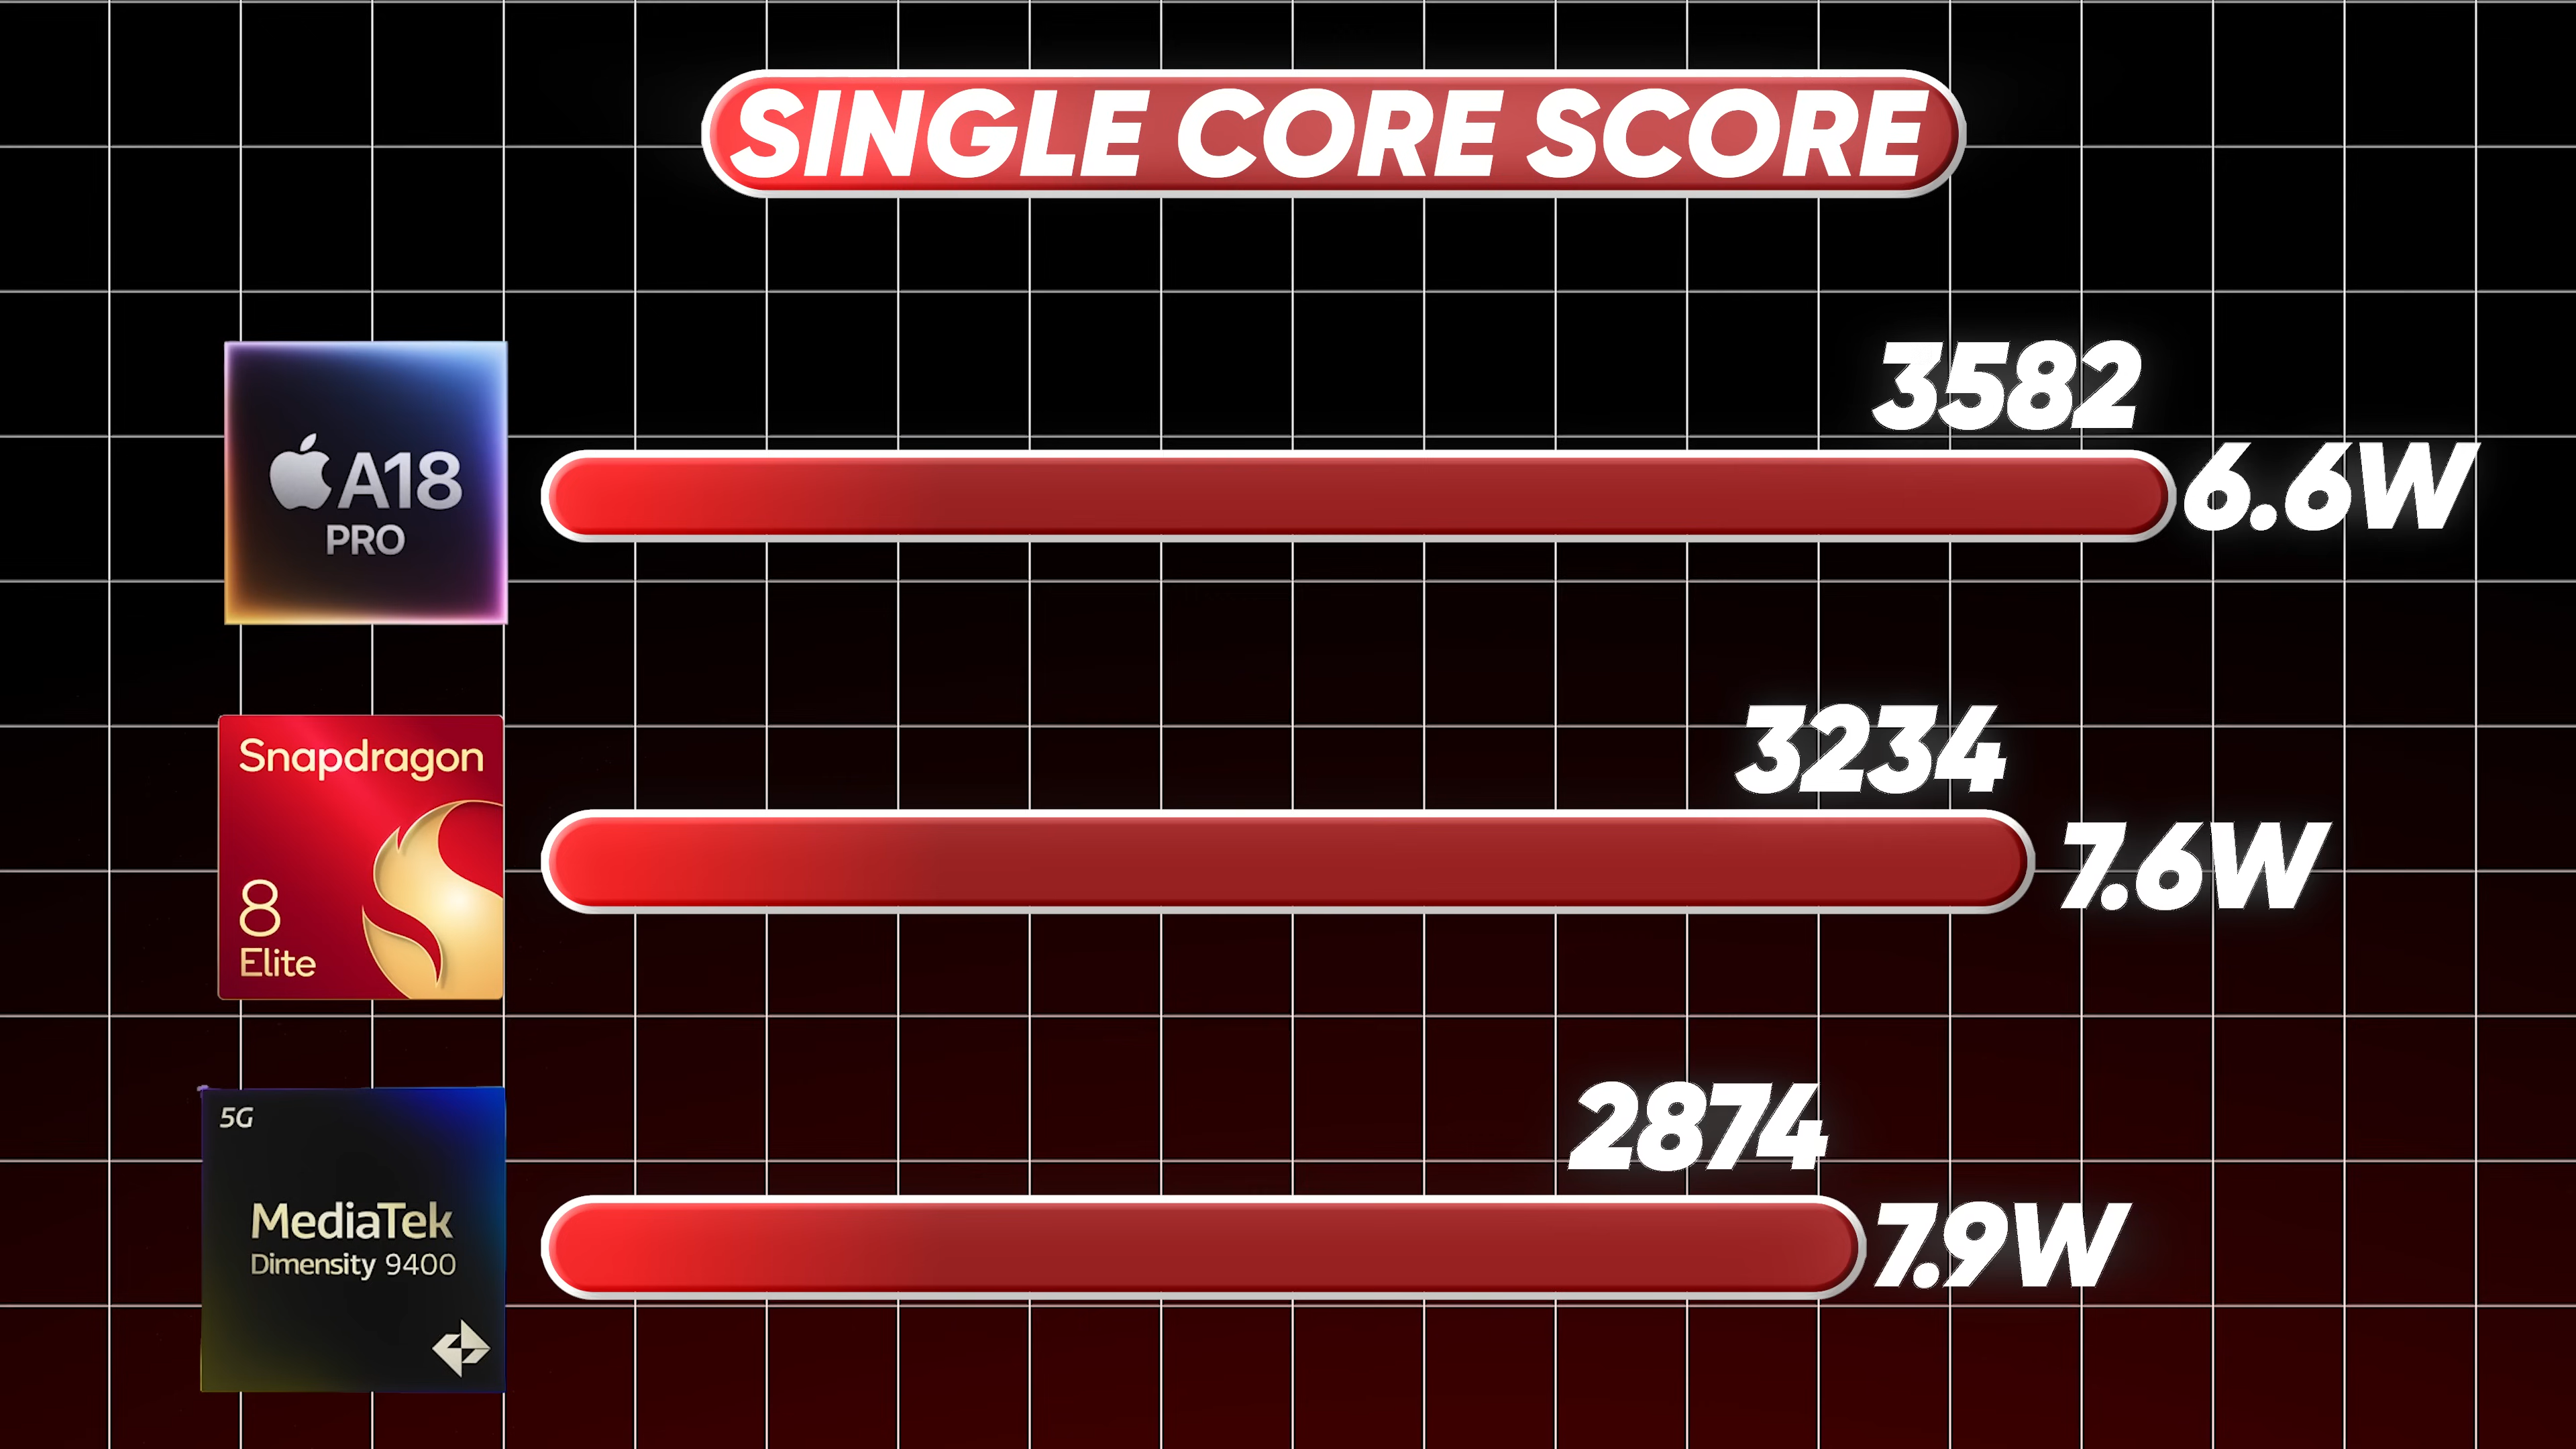 SINGLE CORE SCORE
3582
A18
PRO
6.6W
3234
Snapdragon
8
Elite
7.6W
2874
5G
MediaTek
Dimensity 9400
7.9W